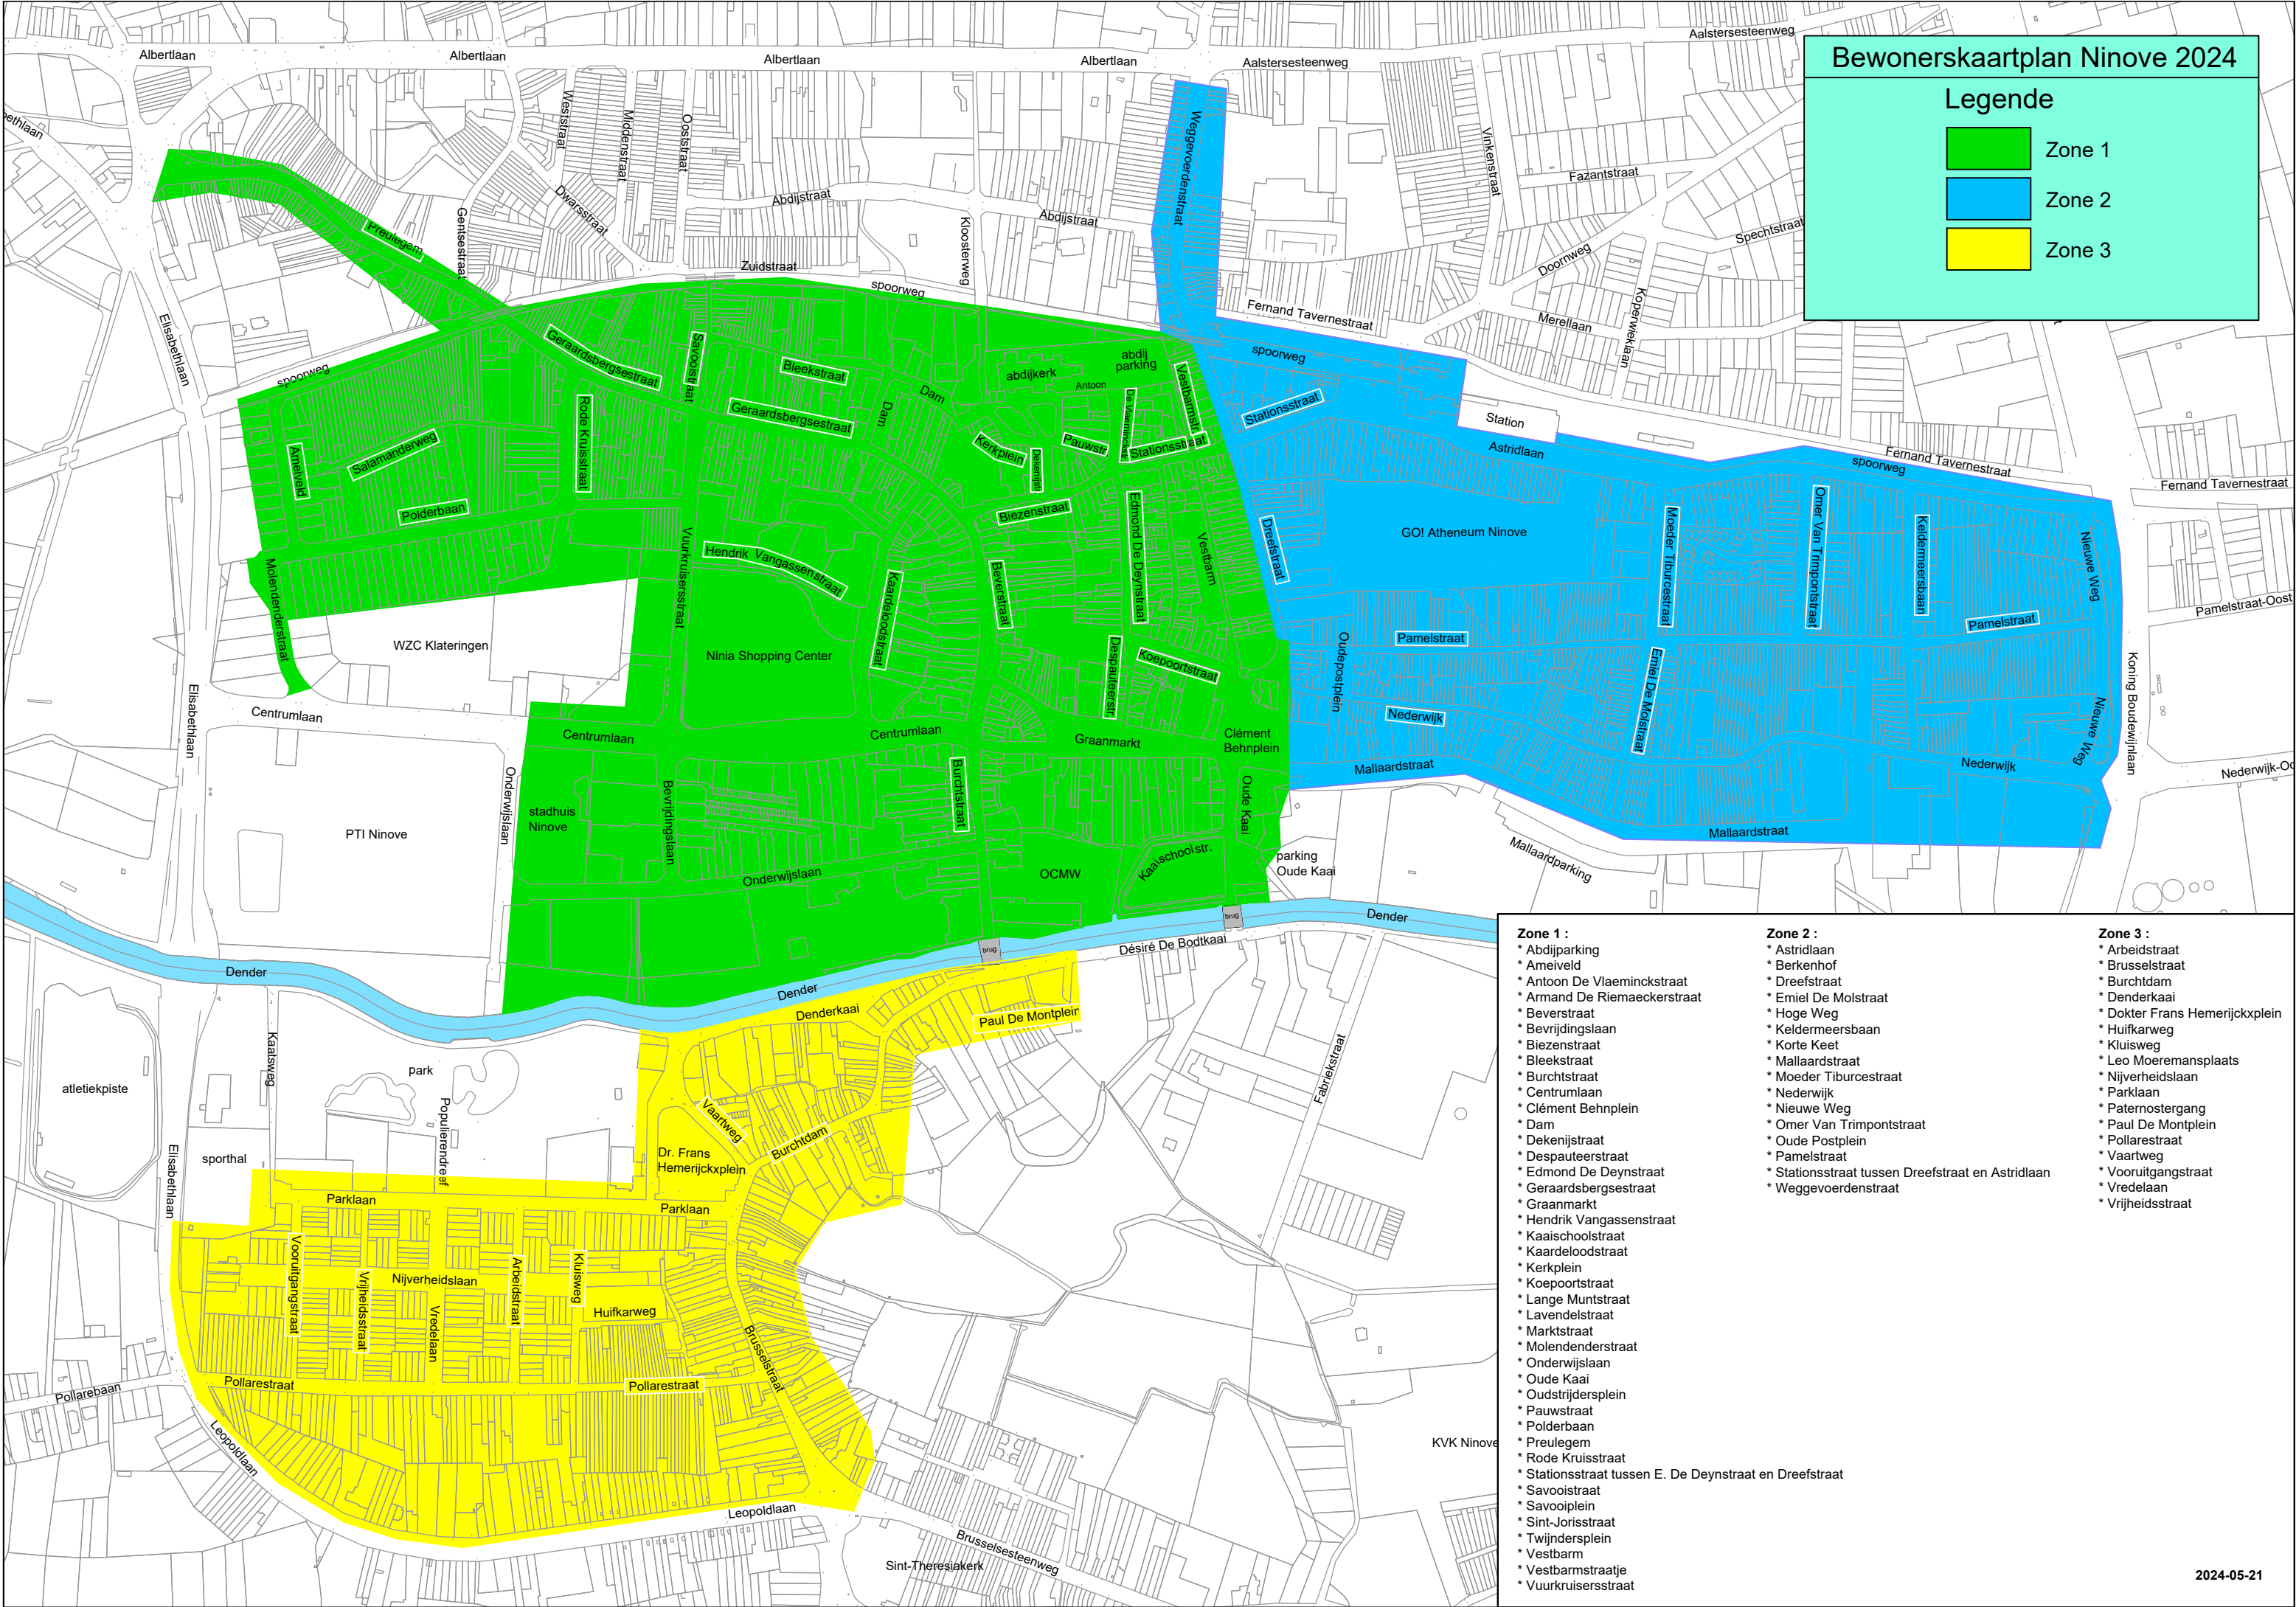 Bewonerskaartplan Ninove 2024
Legende
Zone 1
Zone 2
Zone 3
Albertlaan
Albertlaan
Albertlaan
Albertlaan
Aalstersesteenweg
Aalstersesteenweg
bethlaan
Weststraat
Middenstraat
Ooststraat
Dwarsstraat
Gentsestraat
Abdijstraat
Abdijstraat
Kloosterweg
Weggevoerdenstraat
Vinkenstraat
Fazantstraat
Spechtstraat
Doornweg
Koperwieklaan
Merellaan
Preulegem
Zuidstraat
spoorweg
Fernand Tavernestraat
Elisabethlaan
spoorweg
Geraardsbergsestraat
Savooistraat
Bleekstraat
Geraardsbergsestraat
Dam
Dam
abdijkerk
abdij
parking
Antoon
De Vlaeminckstr.
Vestbarmstr.
spoorweg
Stationsstraat
Station
Astridlaan
Fernand Tavernestraat
spoorweg
Fernand Tavernestraat
Rode Kruisstraat
Ameiveld
Salamanderweg
Polderbaan
Kerkplein
Dekenijstr.
Pauwstr.
Stationsstraat
Biezenstraat
Edmond De Deynstraat
Vestbarm
Dreefstraat
GO! Atheneum Ninove
Moeder Tiburcestraat
Omer Van Trimpontstraat
Keldermeersbaan
Nieuwe Weg
Pamelstraat-Oost
Molendenderstraat
Vuurkruisersstraat
Hendrik Vangassenstraat
Kaardeloodstraat
Beverstraat
Despauteerstr.
Koepoortstraat
Oudepostplein
Pamelstraat
Pamelstraat
WZC Klateringen
Ninia Shopping Center
Emiel De Molstraat
Nederwijk
Koning Boudewijnlaan
Nieuwe Weg
Elisabethlaan
Centrumlaan
Centrumlaan
Centrumlaan
Graanmarkt
Clément
Behnplein
Mallaardstraat
Nederwijk
Nederwijk-Oo
Onderwijslaan
stadhuis
Ninove
Bevrijdingslaan
Burchtstraat
Oude Kaai
PTI Ninove
Mallaardstraat
Mallaardparking
Onderwijslaan
OCMW
Kaaischoolstr.
parking
Oude Kaai
brug
brug
Dender
Désiré De Bodtkaai
Dender
Dender
Denderkaai
Paul De Montplein
Kaatsweg
park
atletiekpiste
Populierendreef
sporthal
Elisabethlaan
Vaartweg
Burchtdam
Dr. Frans
Hemerijckxplein
Fabriekstraat
Parklaan
Parklaan
Vooruitgangstraat
Vrijheidsstraat
Nijverheidslaan
Vredelaan
Arbeidstraat
Kluisweg
Huifkarweg
Brusselstraat
Pollarebaan
Pollarestraat
Pollarestraat
Leopoldlaan
Leopoldlaan
Brusselsesteenweg
Sint-Theresiakerk
KVK Ninove
Zone 1 :
* Abdijparking
* Ameiveld
* Antoon De Vlaeminckstraat
* Armand De Riemaeckerstraat
* Beverstraat
* Bevrijdingslaan
* Biezenstraat
* Bleekstraat
* Burchtstraat
* Centrumlaan
* Clément Behnplein
* Dam
* Dekenijstraat
* Despauteerstraat
* Edmond De Deynstraat
* Geraardsbergsestraat
* Graanmarkt
* Hendrik Vangassenstraat
* Kaaischoolstraat
* Kaardeloodstraat
* Kerkplein
* Koepoortstraat
* Lange Muntstraat
* Lavendelstraat
* Marktstraat
* Molendenderstraat
* Onderwijslaan
* Oude Kaai
* Oudstrijdersplein
* Pauwstraat
* Polderbaan
* Preulegem
* Rode Kruisstraat
* Stationsstraat tussen E. De Deynstraat en Dreefstraat
* Savooistraat
* Savooiplein
* Sint-Jorisstraat
* Twijndersplein
* Vestbarm
* Vestbarmstraatje
* Vuurkruisersstraat
Zone 2 :
* Astridlaan
* Berkenhof
* Dreefstraat
* Emiel De Molstraat
* Hoge Weg
* Keldermeersbaan
* Korte Keet
* Mallaardstraat
* Moeder Tiburcestraat
* Nederwijk
* Nieuwe Weg
* Omer Van Trimpontstraat
* Oude Postplein
* Pamelstraat
* Stationsstraat tussen Dreefstraat en Astridlaan
* Weggevoerdenstraat
Zone 3 :
* Arbeidstraat
* Brusselstraat
* Burchtdam
* Denderkaai
* Dokter Frans Hemerijckxplein
* Huifkarweg
* Kluisweg
* Leo Moeremansplaats
* Nijverheidslaan
* Parklaan
* Paternostergang
* Paul De Montplein
* Pollarestraat
* Vaartweg
* Vooruitgangstraat
* Vredelaan
* Vrijheidsstraat
2024-05-21